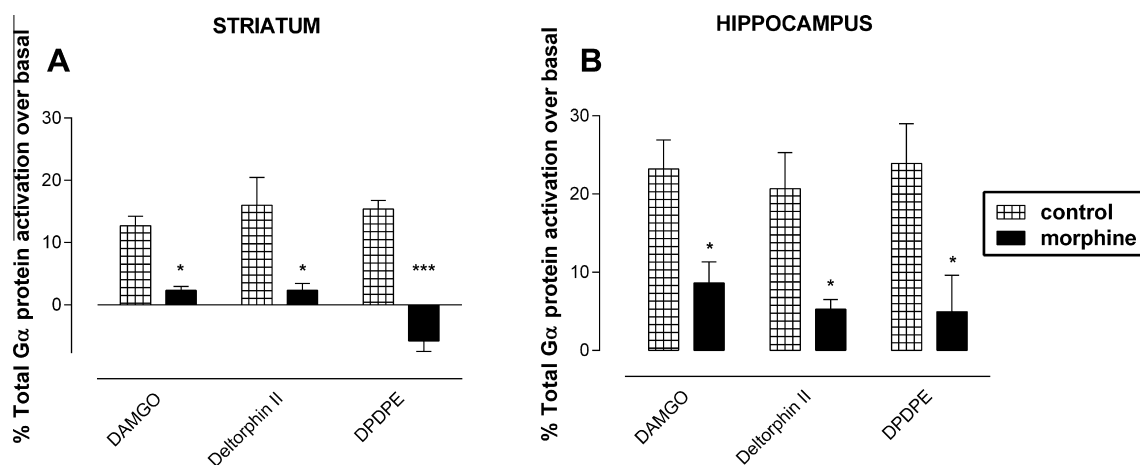 STRIATUM
A
% Total Gα protein activation over basal
30
20
10
0
*
*
***
DAMGO
Deltorphin II
DPDPE
HIPPOCAMPUS
B
% Total Gα protein activation over basal
30
20
10
0
*
*
*
DAMGO
Deltorphin II
DPDPE
control
morphine